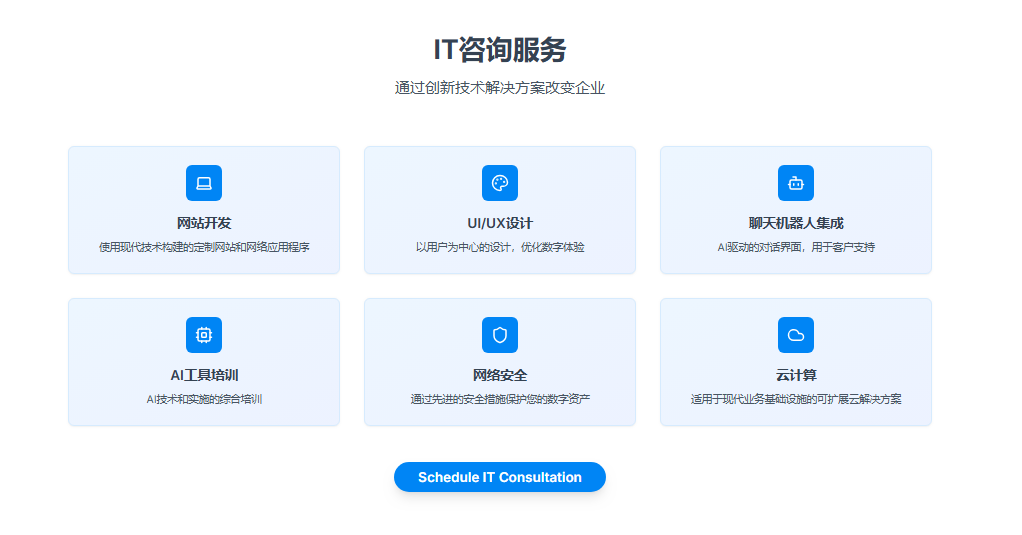 IT咨询服务
通过创新技术解决方案改变企业
网站开发
使用现代技术构建的定制网站和网络应用程序
UI/UX设计
以用户为中心的设计，优化数字体验
聊天机器人集成
AI驱动的对话界面，用于客户支持
AI工具培训
AI技术和实施的综合培训
网络安全
通过先进的安全措施保护您的数字资产
云计算
适用于现代业务基础设施的可扩展云解决方案
Schedule IT Consultation